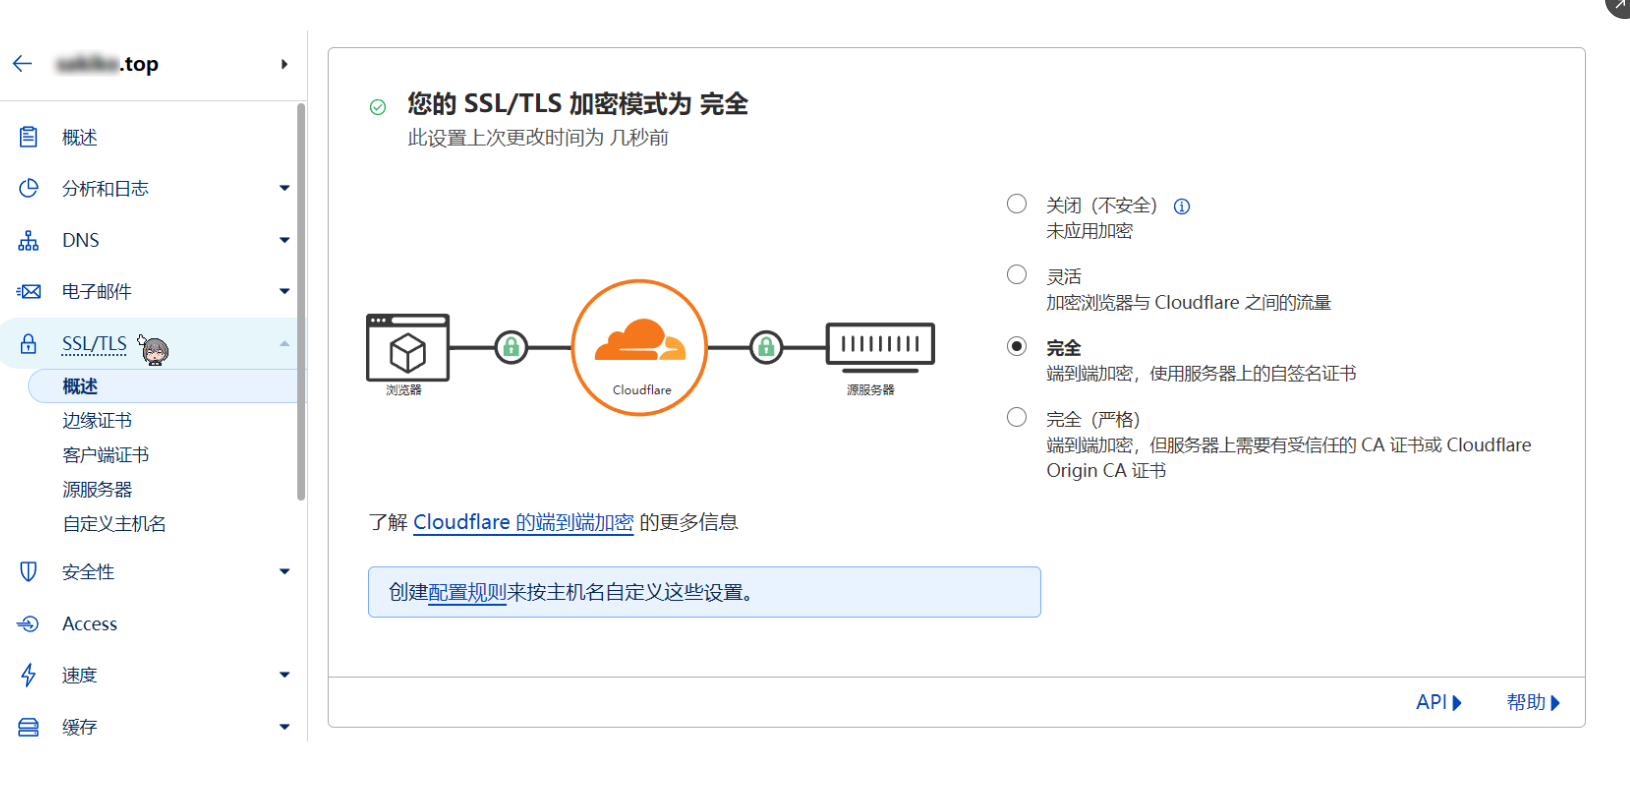 .top
概述
分析和日志
DNS
电子邮件
SSL/TLS
概述
边缘证书
客户端证书
源服务器
自定义主机名
安全性
Access
速度
缓存
您的 SSL/TLS 加密模式为 完全
此设置上次更改时间为 几秒前
浏览器
Cloudflare
源服务器
关闭（不安全）
未应用加密
灵活
加密浏览器与 Cloudflare 之间的流量
完全
端到端加密，使用服务器上的自签名证书
完全（严格）
端到端加密，但服务器上需要有受信任的 CA 证书或 Cloudflare
Origin CA 证书
了解 Cloudflare 的端到端加密 的更多信息
创建配置规则来按主机名自定义这些设置。
API
帮助